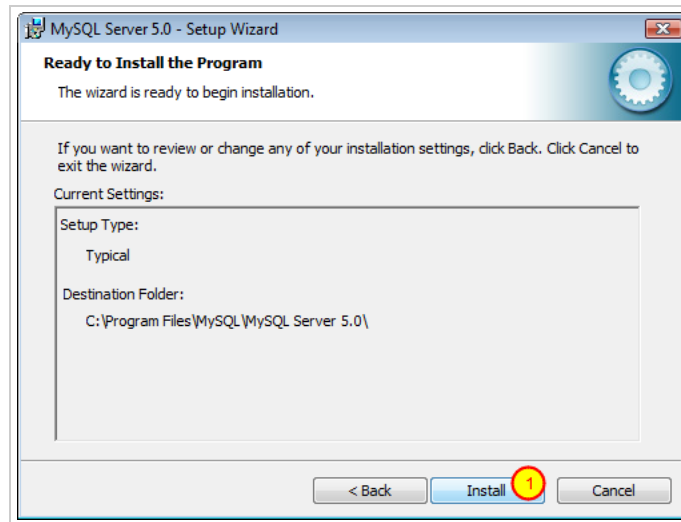 MySQL Server 5.0 - Setup Wizard
Ready to Install the Program
The wizard is ready to begin installation.
If you want to review or change any of your installation settings, click Back. Click Cancel to
exit the wizard.
Current Settings:
Setup Type:
Typical
Destination Folder:
C:\Program Files\MySQL\MySQL Server 5.0\
< Back
Install
1
Cancel